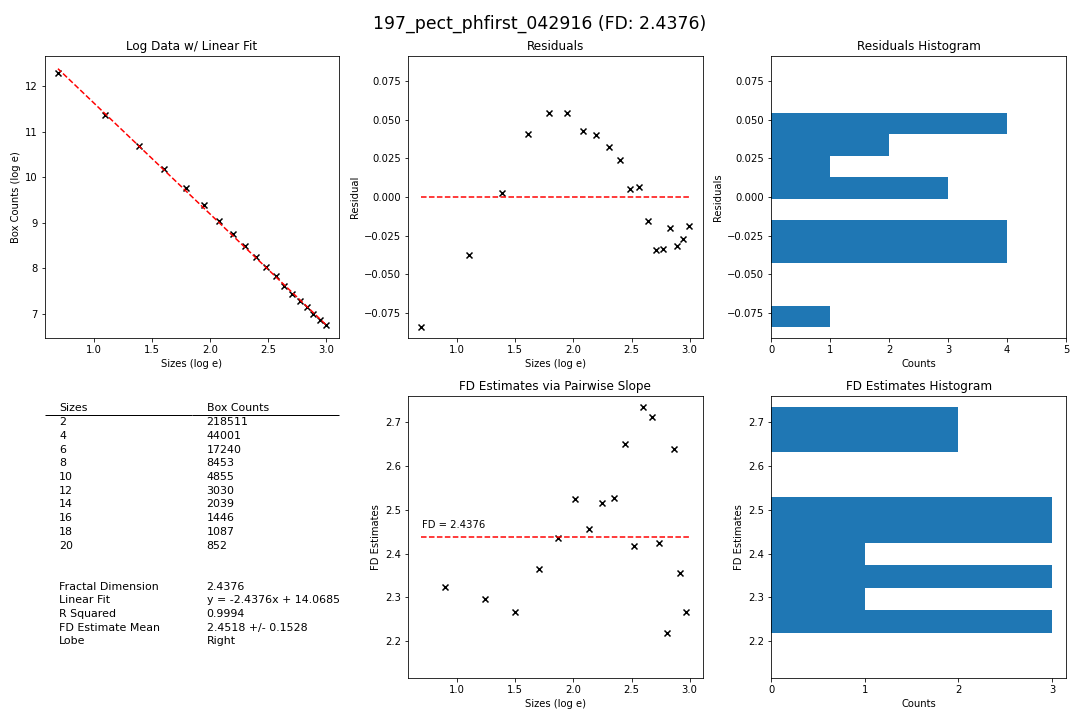 197_pect_phfirst_042916 (FD: 2.4376)
Log Data w/ Linear Fit
Box Counts (log e)
12
11
10
9
8
7
1.0 1.5 2.0 2.5 3.0
Sizes (log e)
Residuals
Residual
0.075
0.050
0.025
0.000
−0.025
−0.050
−0.075
1.0 1.5 2.0 2.5 3.0
Sizes (log e)
Residuals Histogram
Residuals
0.075
0.050
0.025
0.000
−0.025
−0.050
−0.075
0 1 2 3 4 5
Counts
Sizes Box Counts
2 218511
4 44001
6 17240
8 8453
10 4855
12 3030
14 2039
16 1446
18 1087
20 852
Fractal Dimension 2.4376
Linear Fit y = -2.4376x + 14.0685
R Squared 0.9994
FD Estimate Mean 2.4518 +/- 0.1528
Lobe Right
FD Estimates via Pairwise Slope
FD Estimates
2.7
2.6
2.5
2.4
2.3
2.2
FD = 2.4376
1.0 1.5 2.0 2.5 3.0
Sizes (log e)
FD Estimates Histogram
FD Estimates
2.7
2.6
2.5
2.4
2.3
2.2
0 1 2 3
Counts